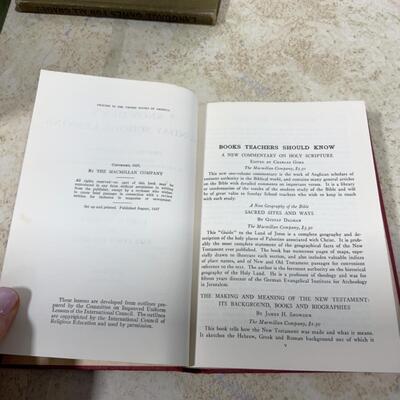 LANGUAGE GAMES FOR ALL GRADES
PRINTED IN THE UNITED STATES OF AMERICA
Copyright, 1937,
By THE MACMILLAN COMPANY
All rights reserved—no part of this book may be
reproduced in any form without permission in writing
from the publisher, except by a reviewer who wishes
to quote brief passages in connection with a review
written for inclusion in magazine or newspaper.
Set up and printed. Published August, 1937
These lessons are developed from outlines
prepared by the Committee on Improved Uniform
Lessons of the International Council. The outlines
are copyrighted by the International Council of
Religious Education and used by permission.
BOOKS TEACHERS SHOULD KNOW
A NEW COMMENTARY ON HOLY SCRIPTURE
Edited by Charles Gore
The Macmillan Company,
This new one-volume commentary is the work of Anglican scholars of
eminent authority in the Biblical world, and contains many general articles
on the Bible with detailed comments on important verses. It is a library
of information for the teacher of the modern student of the Bible and will
be of great value to Sunday School teachers who wish to keep in touch
with such study.
A New Geography of the Bible
SACRED SITES AND WAYS
By Gustaf Dalman
The Macmillan Company,
This "Guide" to the Land of Jesus is a complete geography and de-
scription of the holy places of Palestine associated with Christ. It is prob-
ably the most complete statement of the geographical facts of the New
Testament ever published. The book has numerous pages of maps, espe-
cially drawn to illustrate each section, and also includes valuable indices
of place names, and of New and Old Testament passages for convenient
reference to the text. The author is the foremost authority on the historical
geography of the Holy Land. He is a professor of theology and was for
fifteen years director of the German Evangelical Institute for Archeology
in Jerusalem.
THE MAKING AND MEANING OF THE NEW TESTAMENT:
ITS BACKGROUND, BOOKS AND BIOGRAPHIES
By James H. Snowden
The Macmillan Company,
This book tells how the New Testament was made and what it means.
It sketches the Hebrew, Greek and Roman background out of which it
v